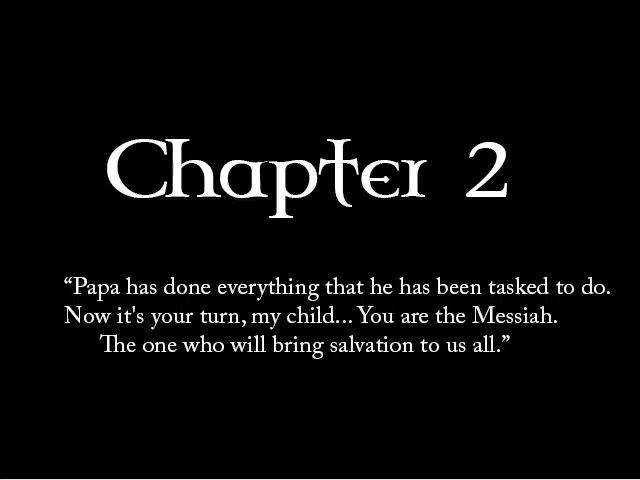 Chapter 2
“Papa has done everything that he has been tasked to do.
Now it's your turn, my child... You are the Messiah.
The one who will bring salvation to us all.”